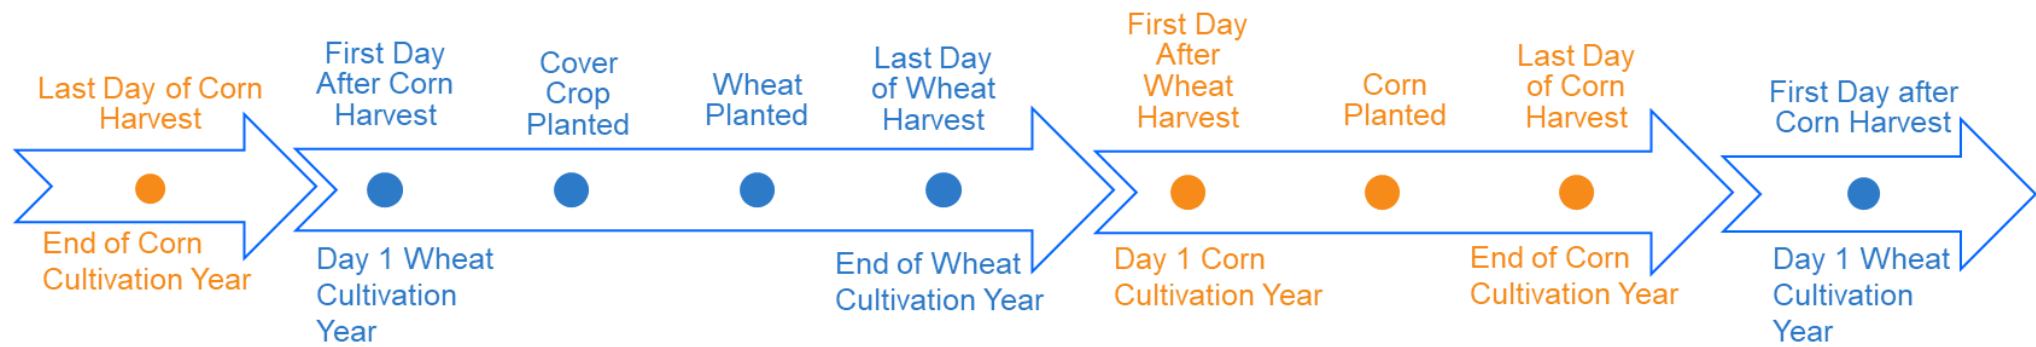 Last Day of Corn
Harvest
End of Corn
Cultivation Year
First Day
After Corn
Harvest
Day 1 Wheat
Cultivation
Year
Cover
Crop
Planted
Wheat
Planted
Last Day
of Wheat
Harvest
End of Wheat
Cultivation Year
First Day
After
Wheat
Harvest
Day 1 Corn
Cultivation Year
Corn
Planted
Last Day
of Corn
Harvest
End of Corn
Cultivation Year
First Day after
Corn Harvest
Day 1 Wheat
Cultivation
Year